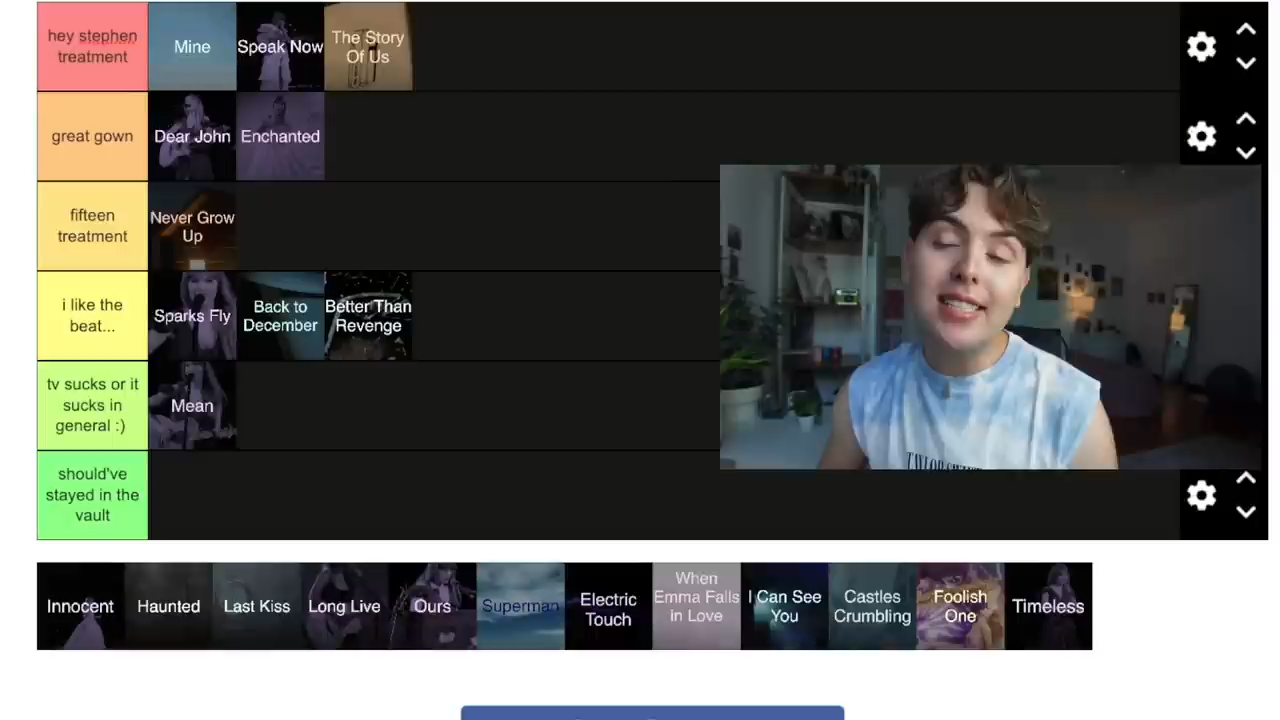 hey stephen
treatment
Mine
Speak Now
The Story
Of Us
great gown
Dear John
Enchanted
fifteen
treatment
Never Grow
Up
i like the
beat...
Sparks Fly
Back to
December
Better Than
Revenge
tv sucks or it
sucks in
general :)
Mean
should've
stayed in the
vault
Innocent
Haunted
Last Kiss
Long Live
Ours
Superman
Electric
Touch
When
Emma Falls
in Love
I Can See
You
Castles
Crumbling
Foolish
One
Timeless